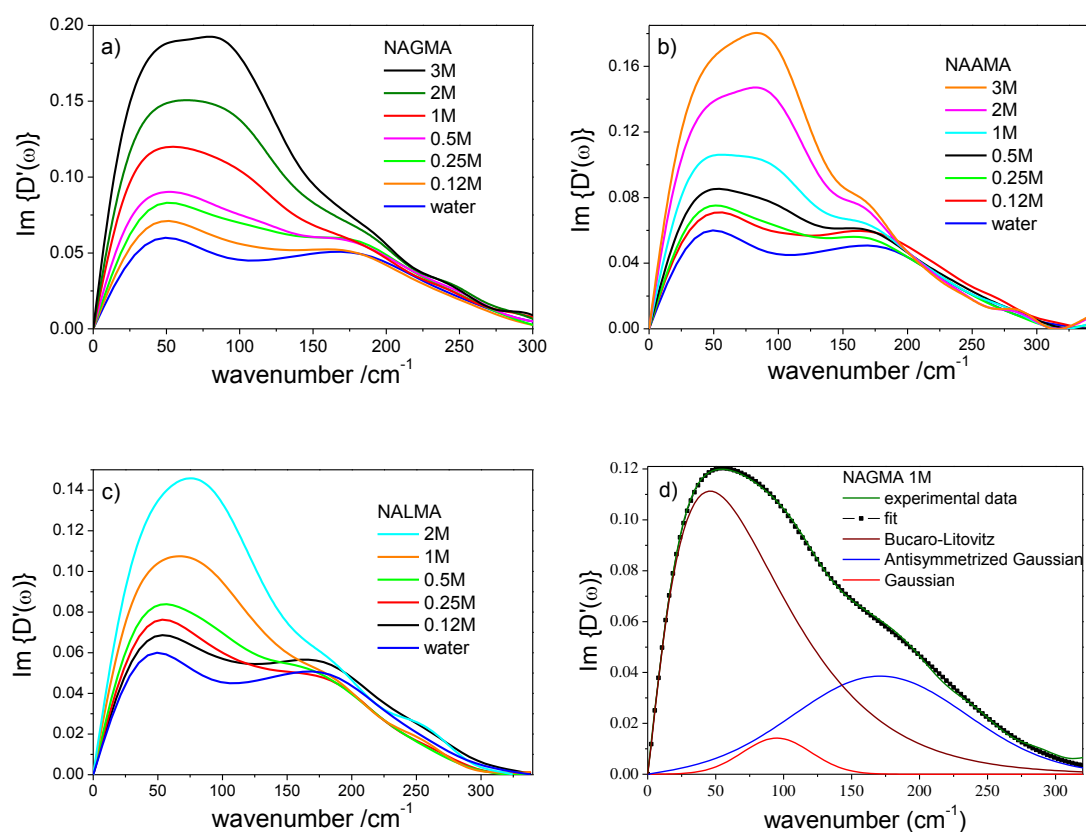 a)
NAGMA
3M
2M
1M
0.5M
0.25M
0.12M
water
Im {D'(ω)}
0.20
0.15
0.10
0.05
0.00
0 50 100 150 200 250 300
wavenumber /cm⁻¹
b)
NAAMA
3M
2M
1M
0.5M
0.25M
0.12M
water
Im {D'(ω)}
0.16
0.12
0.08
0.04
0.00
0 50 100 150 200 250 300
wavenumber /cm⁻¹
c)
NALMA
2M
1M
0.5M
0.25M
0.12M
water
Im {D'(ω)}
0.14
0.12
0.10
0.08
0.06
0.04
0.02
0.00
0 50 100 150 200 250 300
wavenumber /cm⁻¹
d)
NAGMA 1M
experimental data
fit
Bucaro-Litovitz
Antisymmetrized Gaussian
Gaussian
Im {D'(ω)}
0.12
0.10
0.08
0.06
0.04
0.02
0.00
0 50 100 150 200 250 300
wavenumber (cm⁻¹)